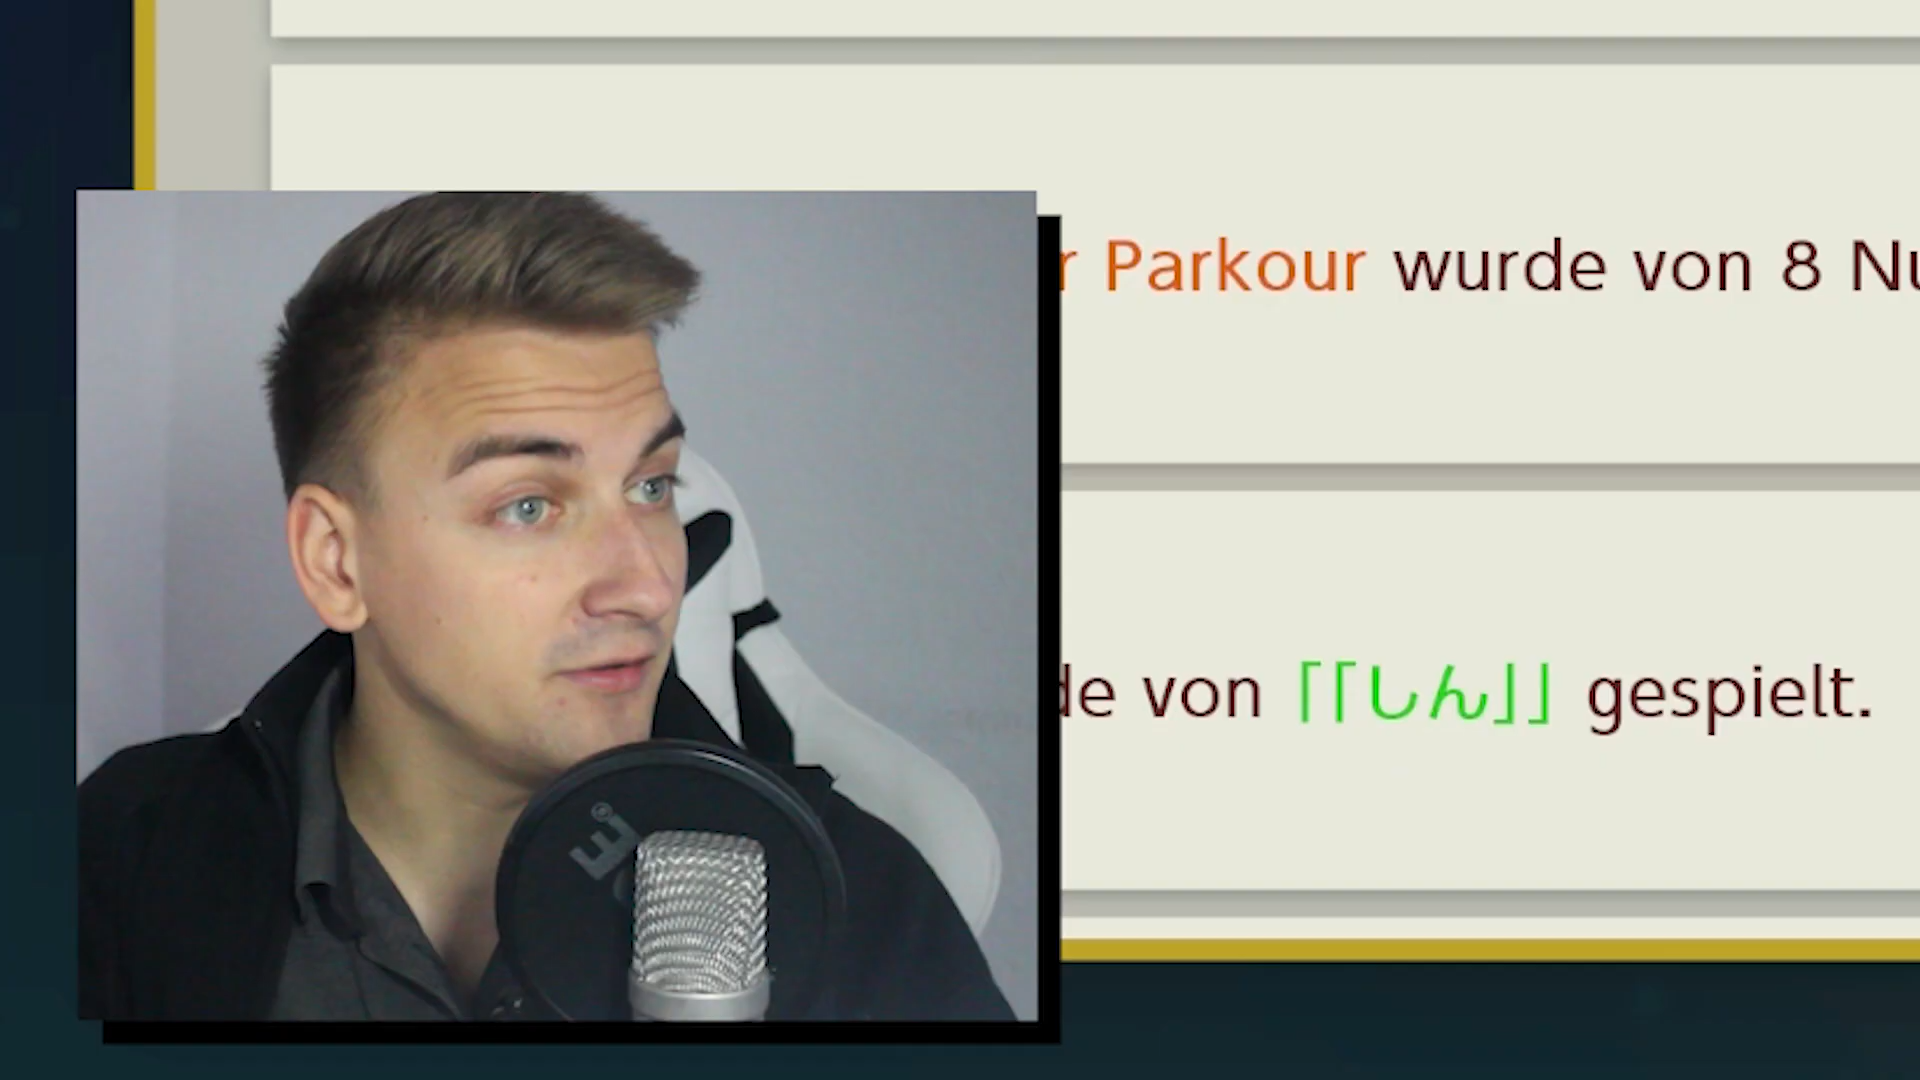 r Parkour wurde von 8 Nu
de von ｢｢しん｣｣ gespielt.